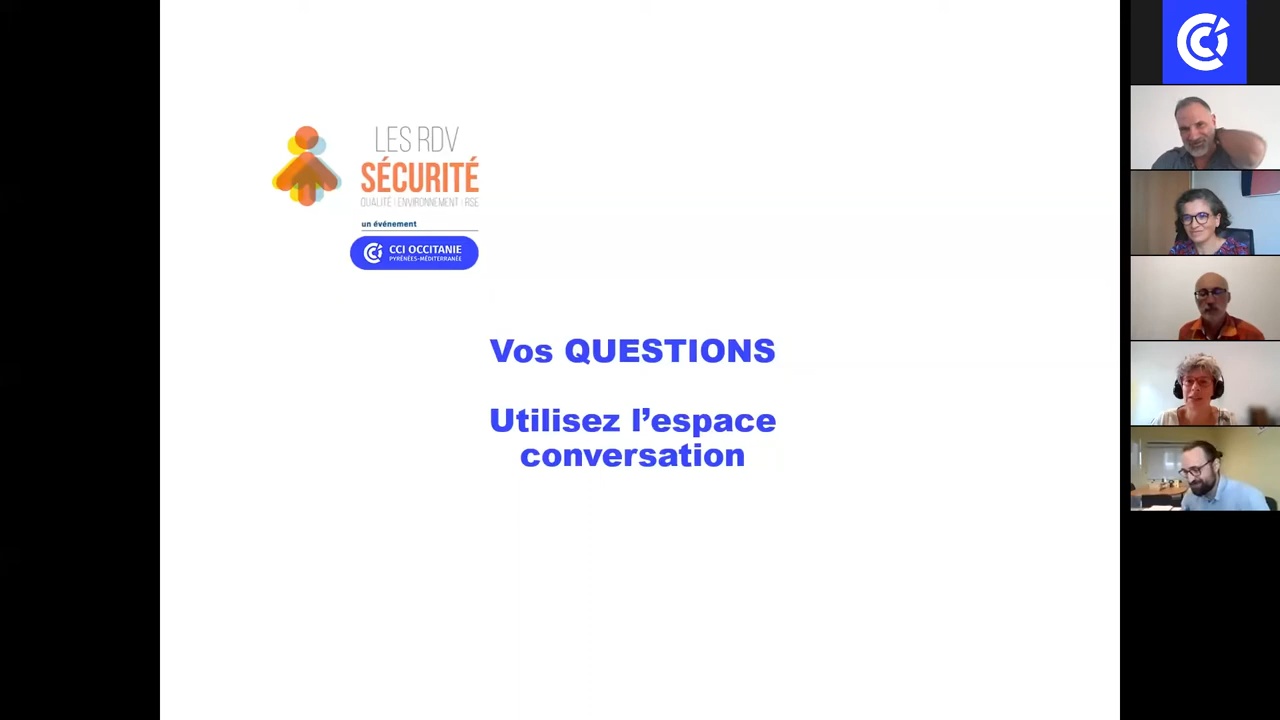 LES RDV
SÉCURITÉ
QUALITÉ | ENVIRONNEMENT | RSE
un événement
CCI OCCITANIE
PYRÉNÉES-MÉDITERRANÉE
Vos QUESTIONS
Utilisez l’espace
conversation